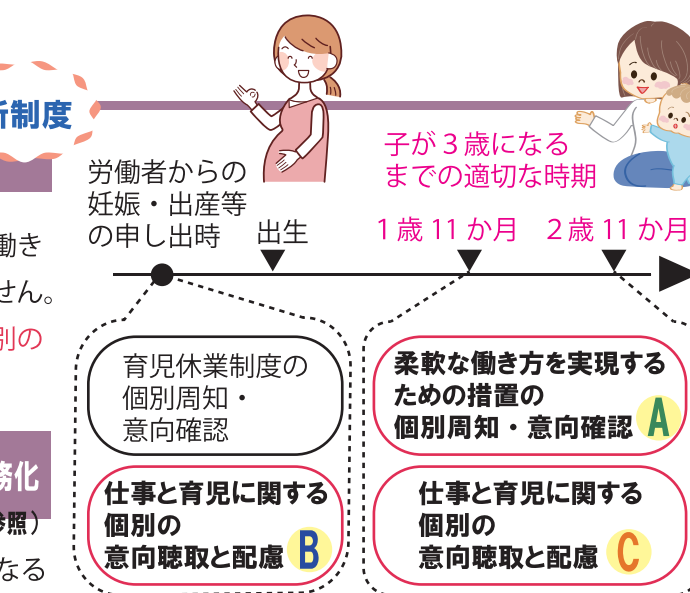 新制度
働き
せん。
別の
務化
参照）
なる
労働者からの
妊娠・出産等
の申し出時
出生
子が３歳になる
までの適切な時期
1歳11か月
2歳11か月
育児休業制度の
個別周知・
意向確認
仕事と育児に関する
個別の
意向聴取と配慮 B
柔軟な働き方を実現する
ための措置の
個別周知・意向確認 A
仕事と育児に関する
個別の
意向聴取と配慮 C